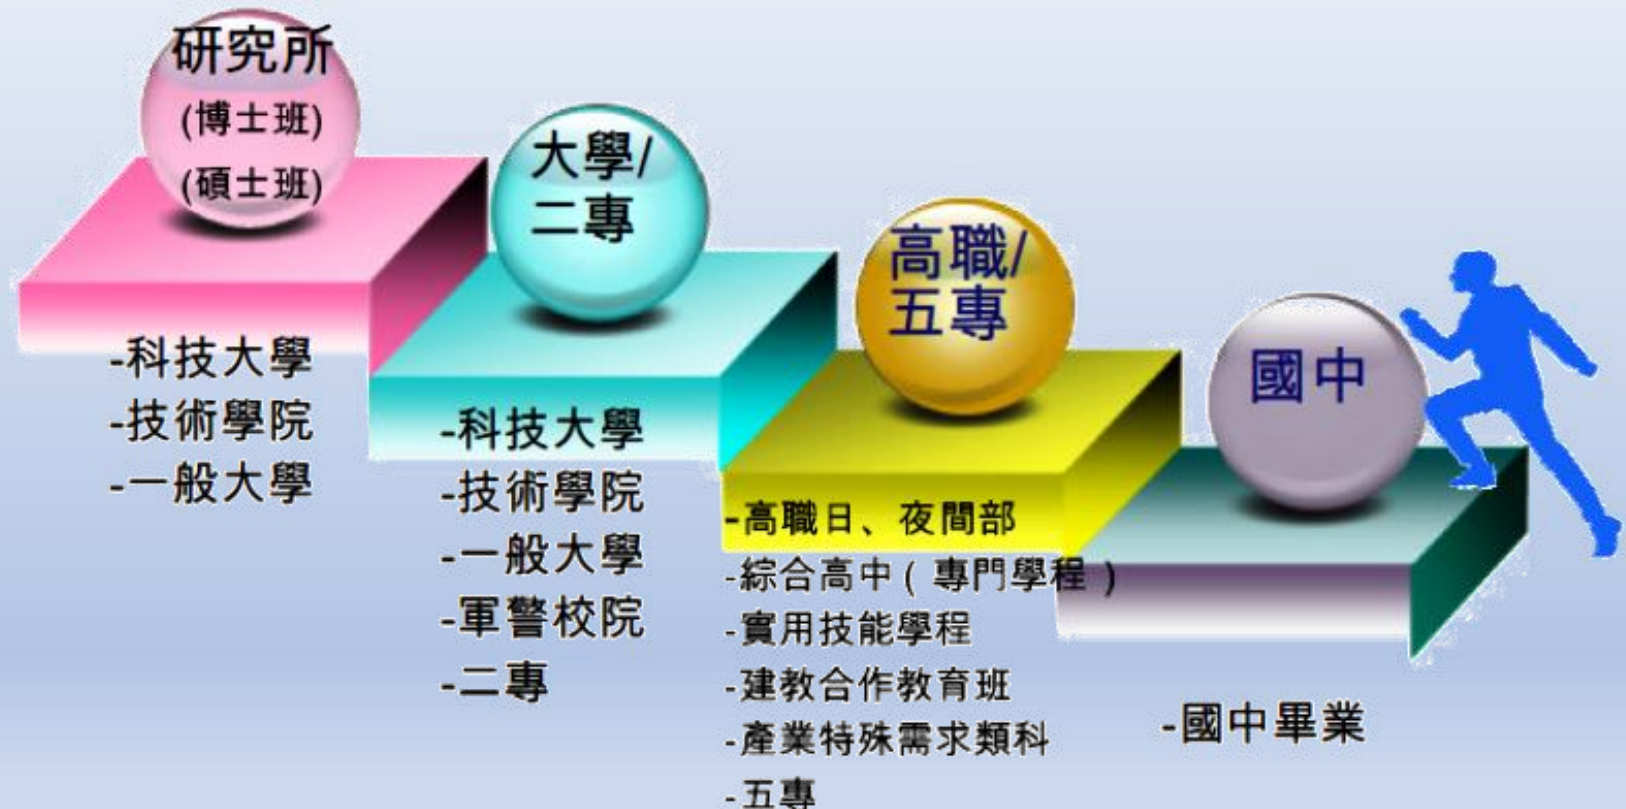 研究所
(博士班)
(碩士班)
-科技大學
-技術學院
-一般大學
大學/
二專
-科技大學
-技術學院
-一般大學
-軍警校院
-二專
高職/
五專
-高職日、夜間部
-綜合高中（專門學程）
-實用技能學程
-建教合作教育班
-產業特殊需求類科
-五專
國中
-國中畢業